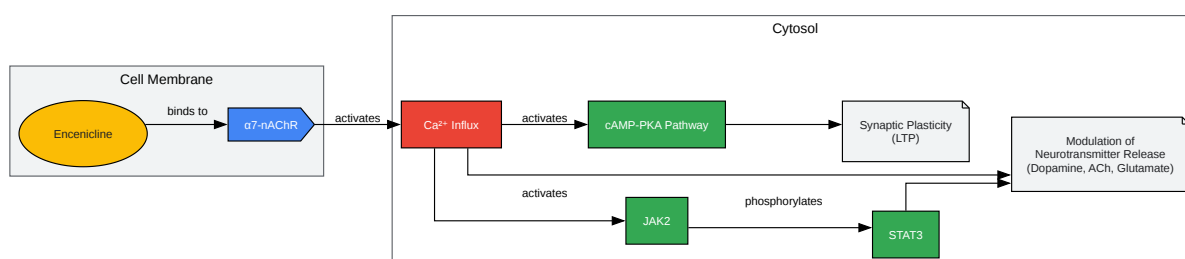 Cytosol
Cell Membrane
Encenicline
binds to
α7-nAChR
activates
Ca²⁺ Influx
activates
cAMP-PKA Pathway
Synaptic Plasticity
(LTP)
Modulation of
Neurotransmitter Release
(Dopamine, ACh, Glutamate)
activates
JAK2
phosphorylates
STAT3